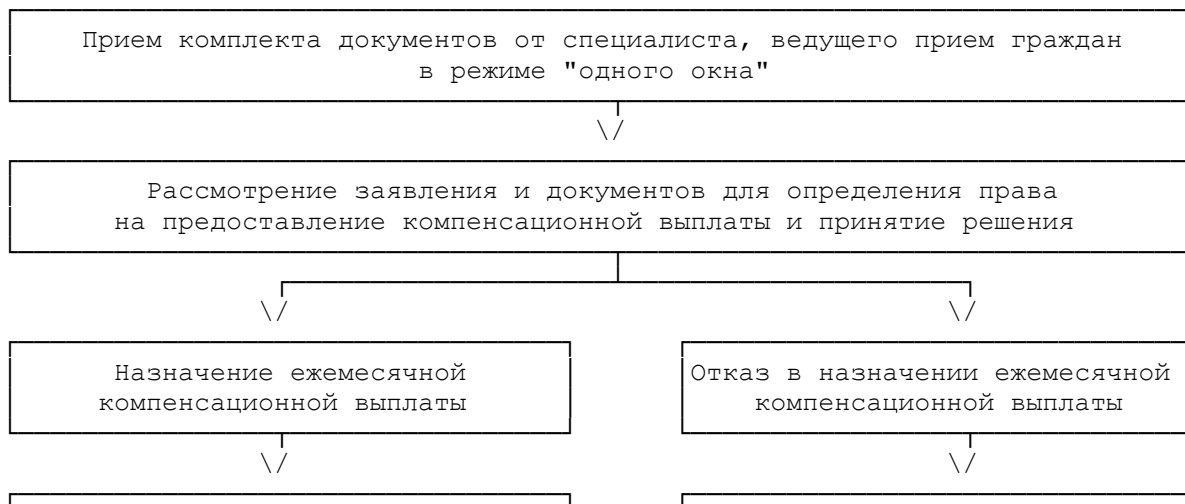 Прием комплекта документов от специалиста, ведущего прием граждан
в режиме "одного окна"
Рассмотрение заявления и документов для определения права
на предоставление компенсационной выплаты и принятие решения
Назначение ежемесячной
компенсационной выплаты
Отказ в назначении ежемесячной
компенсационной выплаты